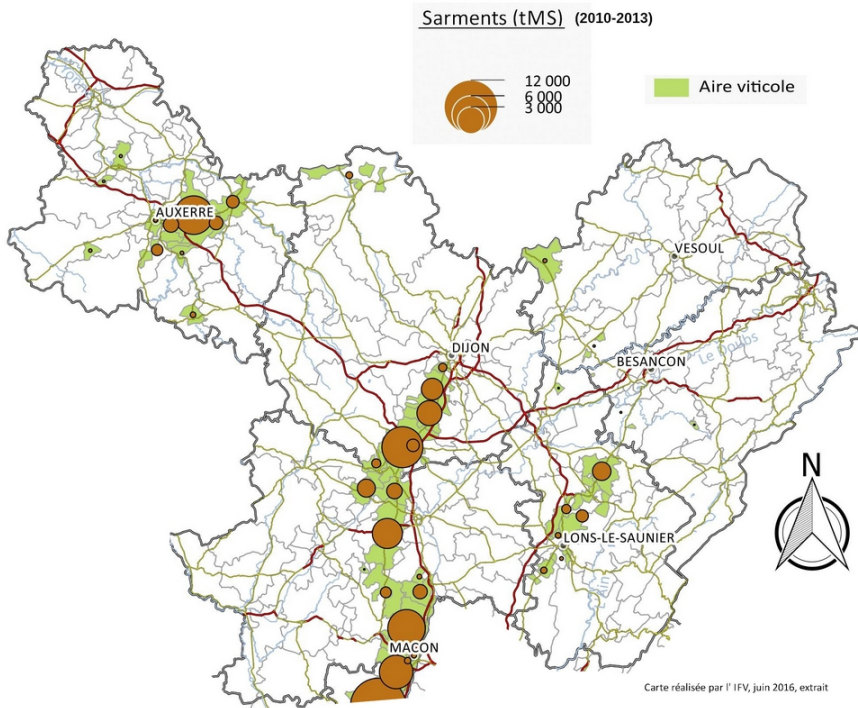 Sarments (tMS) (2010-2013)
12 000
6 000
3 000
Aire viticole
AUXERRE
VESOUL
DIJON
BESANCON
Le Doubs
N
LONS-LE-SAUNIER
MACON
Carte réalisée par l' IFV, juin 2016, extrait